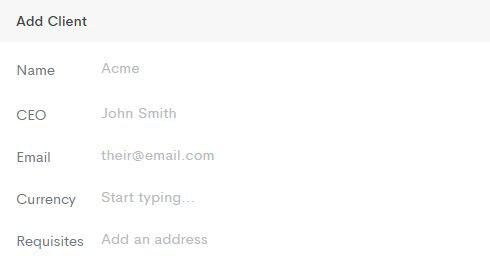 Add Client
Name Acme
CEO John Smith
Email their@email.com
Currency Start typing...
Requisites Add an address